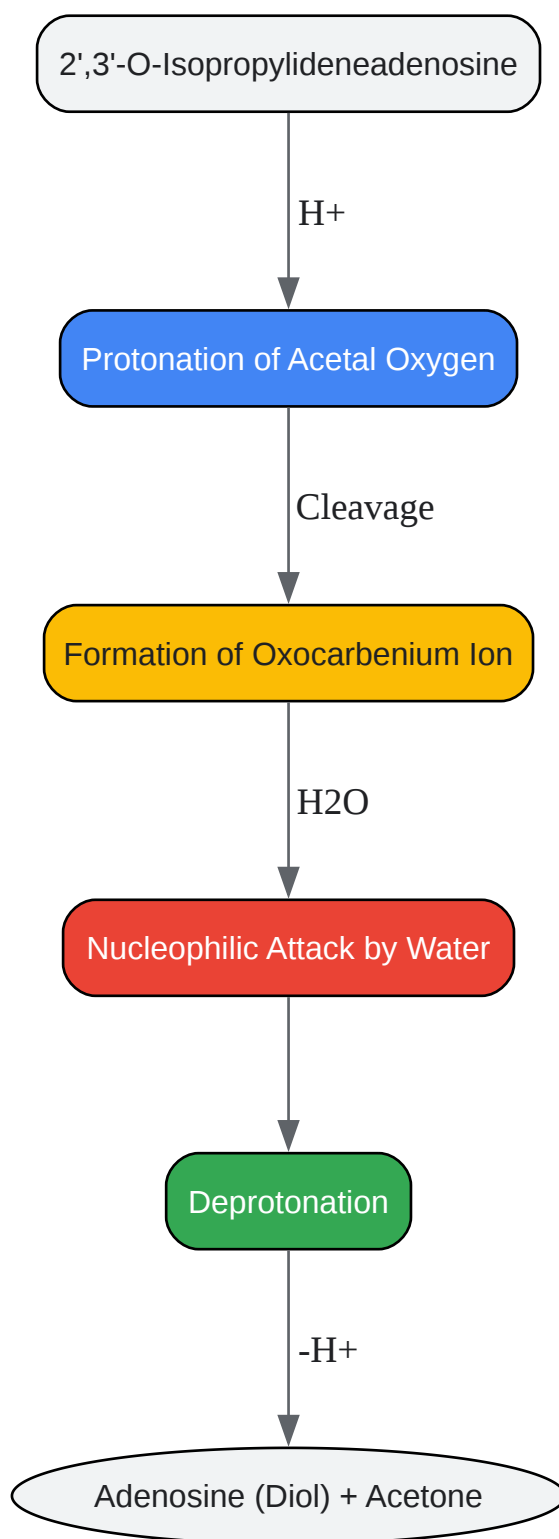 2',3'-O-Isopropylideneadenosine
H+
Protonation of Acetal Oxygen
Cleavage
Formation of Oxocarbenium Ion
H2O
Nucleophilic Attack by Water
Deprotonation
-H+
Adenosine (Diol) + Acetone